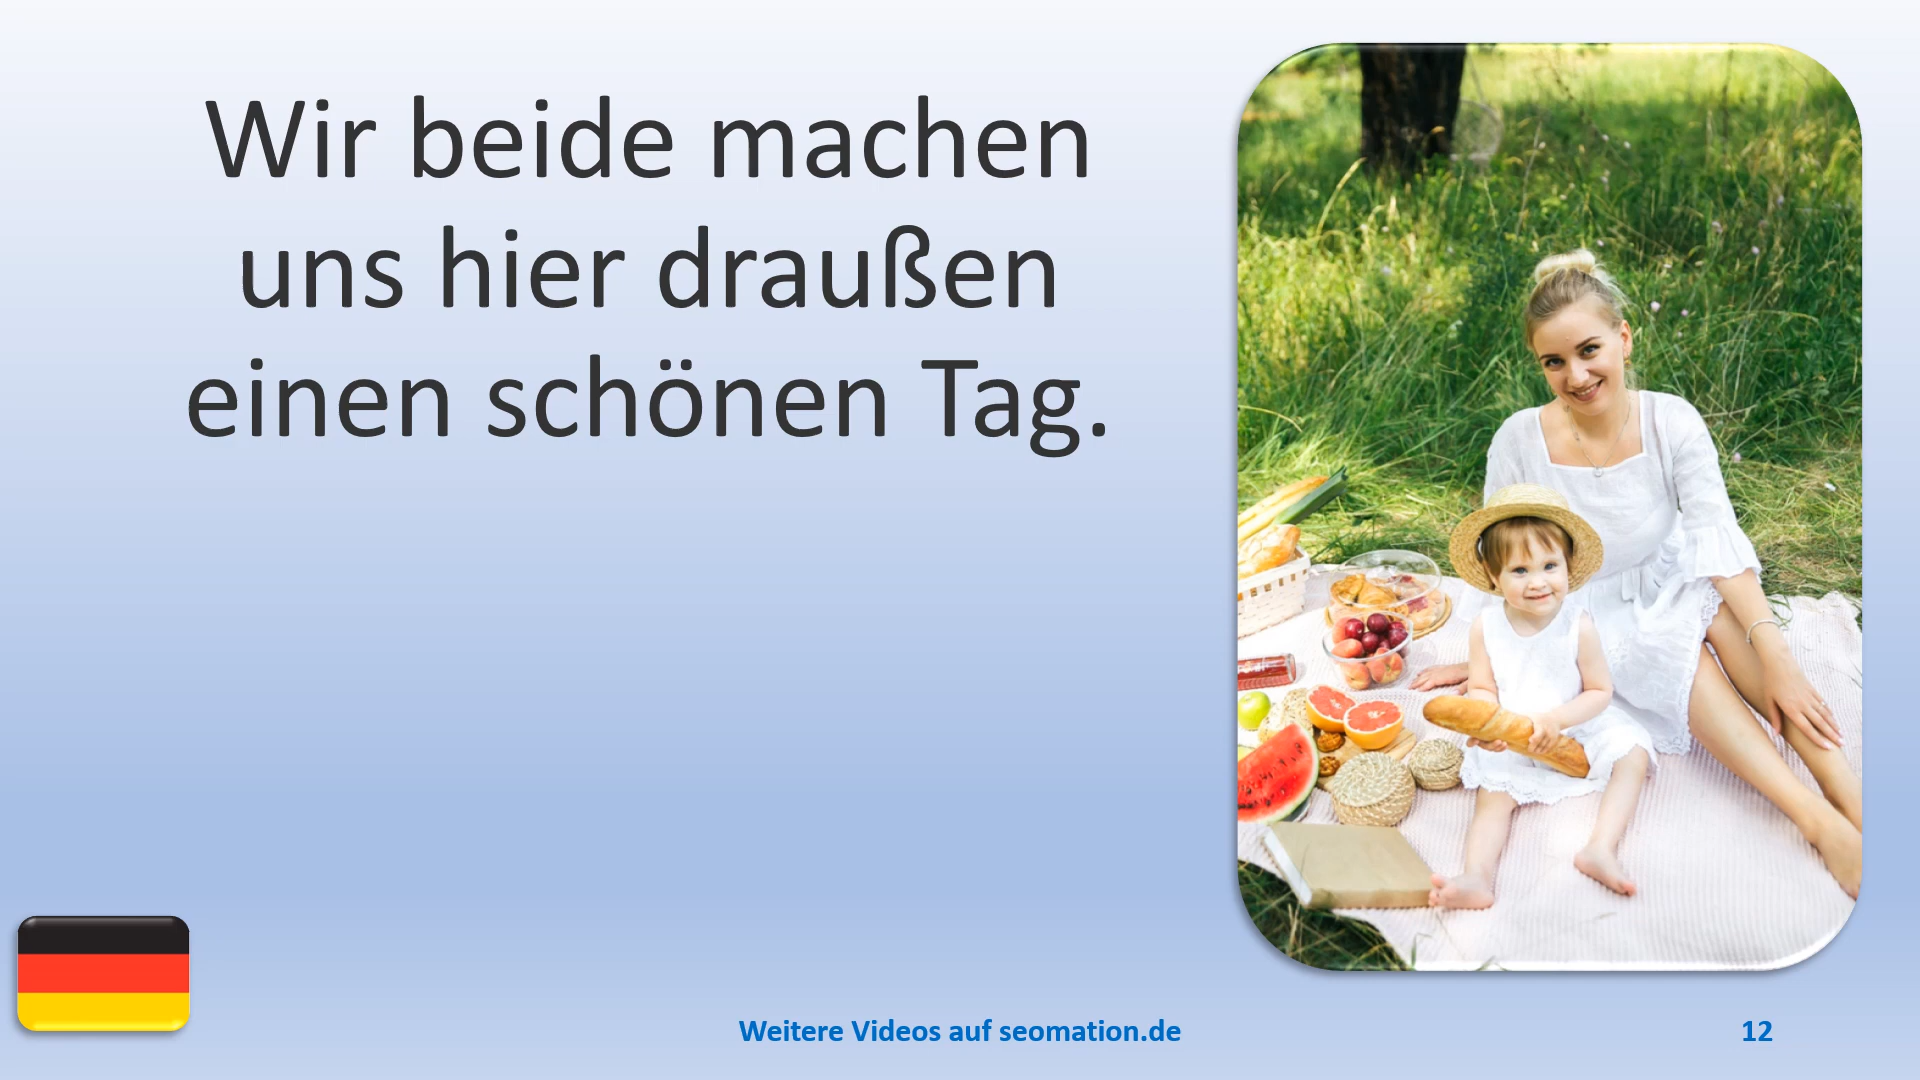 Wir beide machen
uns hier draußen
einen schönen Tag.
Weitere Videos auf seomation.de
12